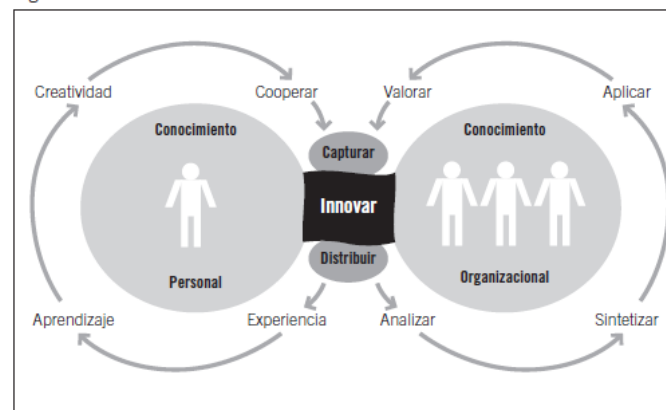 Creatividad
Cooperar
Valorar
Aplicar
Conocimiento
Capturar
Conocimiento
Innovar
Personal
Distribuir
Organizacional
Aprendizaje
Experiencia
Analizar
Sintetizar